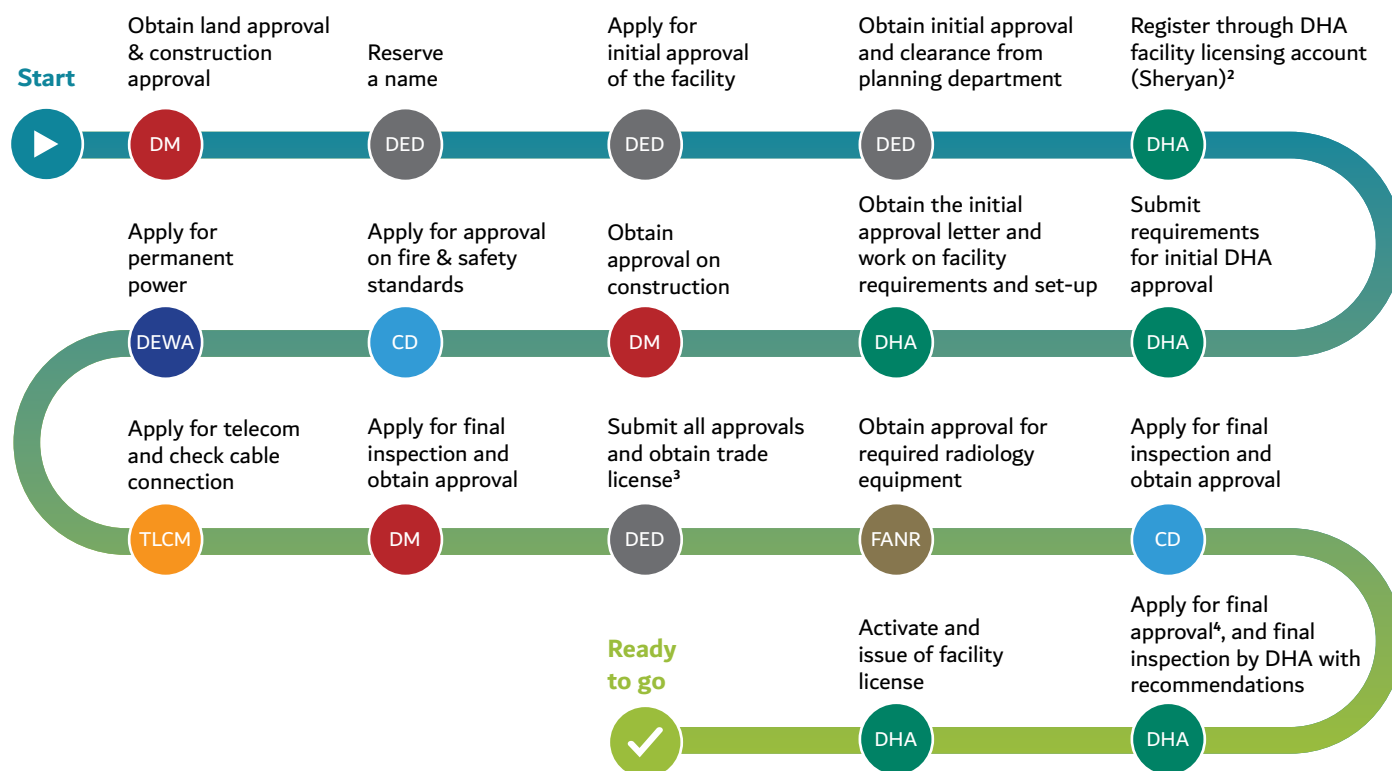 Start
Obtain land approval
& construction
approval
DM
Reserve
a name
DED
Apply for
initial approval
of the facility
DED
Obtain initial approval
and clearance from
planning department
DED
Register through DHA
facility licensing account
(Sheryan)²
DHA
Submit
requirements
for initial DHA
approval
DHA
Obtain the initial
approval letter and
work on facility
requirements and set-up
DHA
Obtain
approval on
construction
DM
Apply for approval
on fire & safety
standards
CD
Apply for
permanent
power
DEWA
Apply for telecom
and check cable
connection
TLCM
Apply for final
inspection and
obtain approval
DM
Submit all approvals
and obtain trade
license³
DED
Obtain approval for
required radiology
equipment
FANR
Apply for final
inspection and
obtain approval
CD
Apply for final
approval⁴, and final
inspection by DHA with
recommendations
DHA
Activate and
issue of facility
license
DHA
Ready
to go